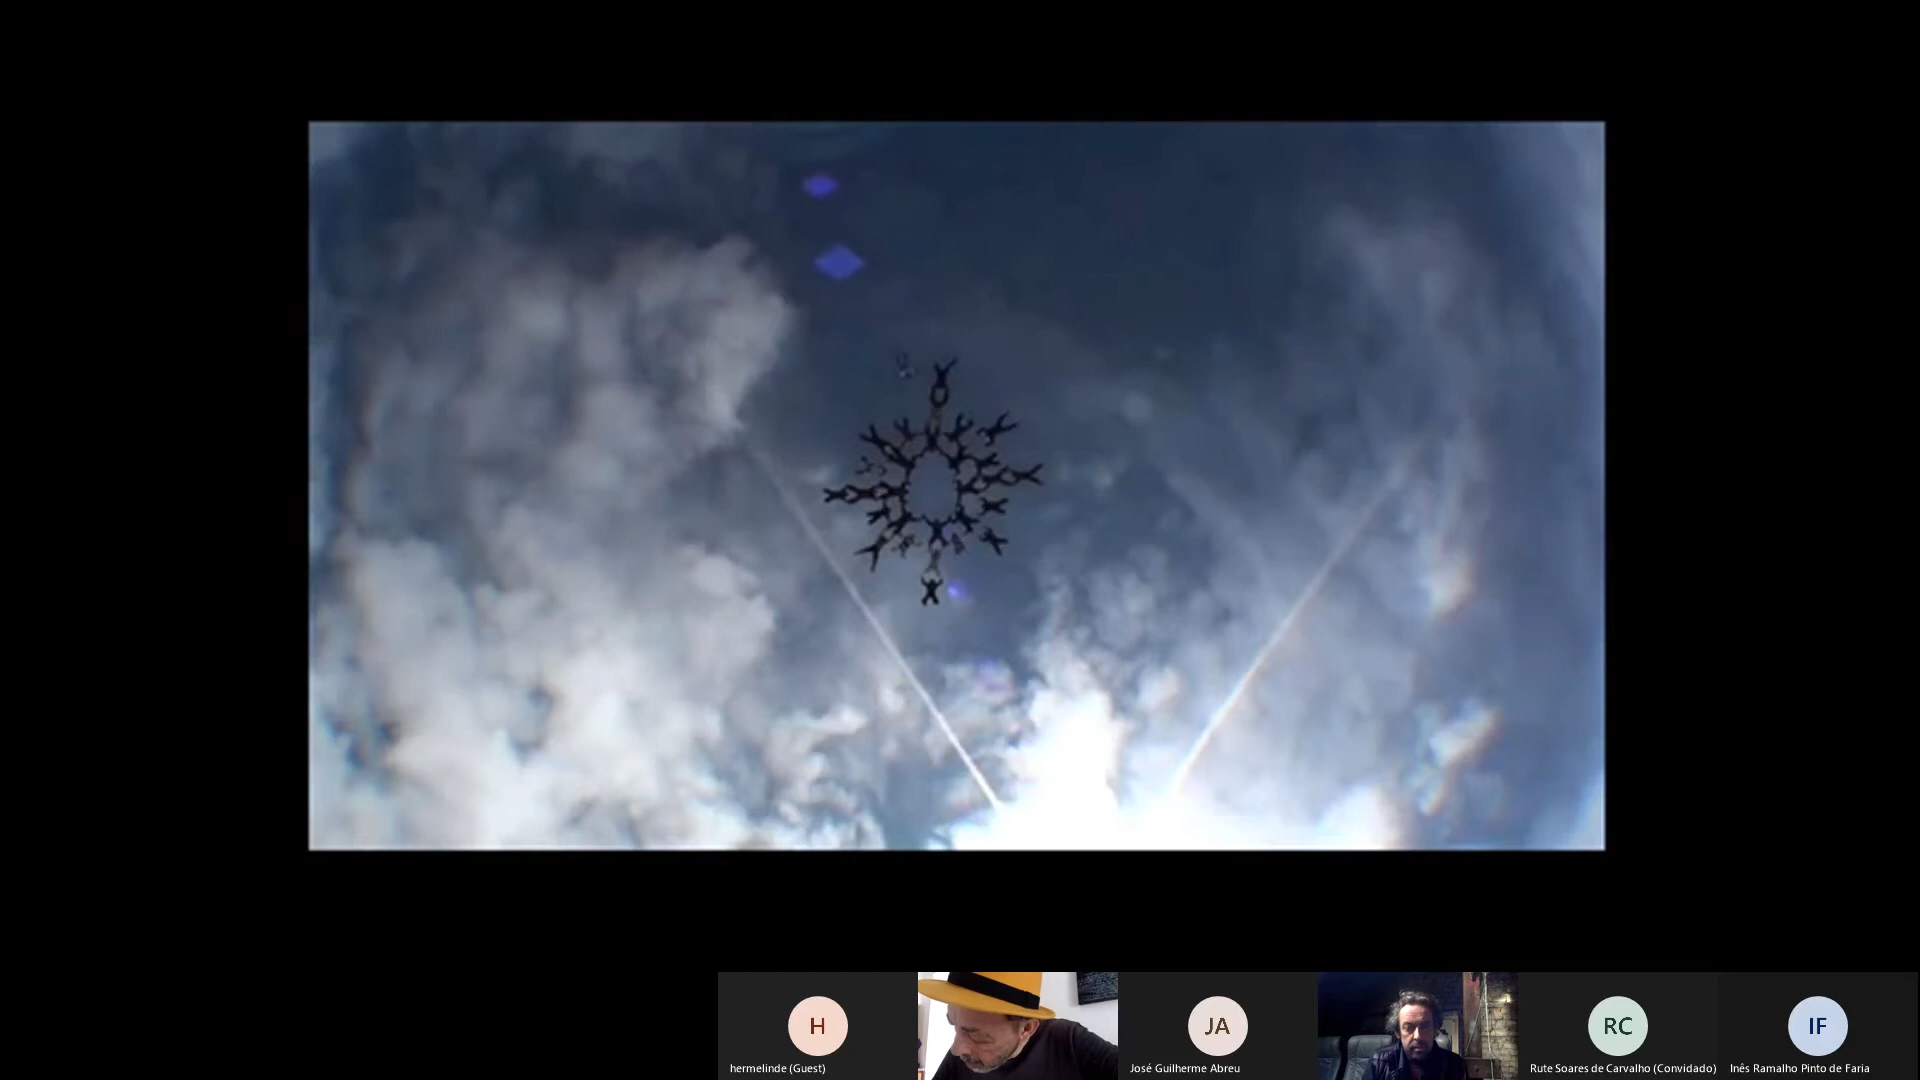 H
hermelinde (Guest)
JA
José Guilherme Abreu
RC
Rute Soares de Carvalho (Convidado)
IF
Inês Ramalho Pinto de Faria